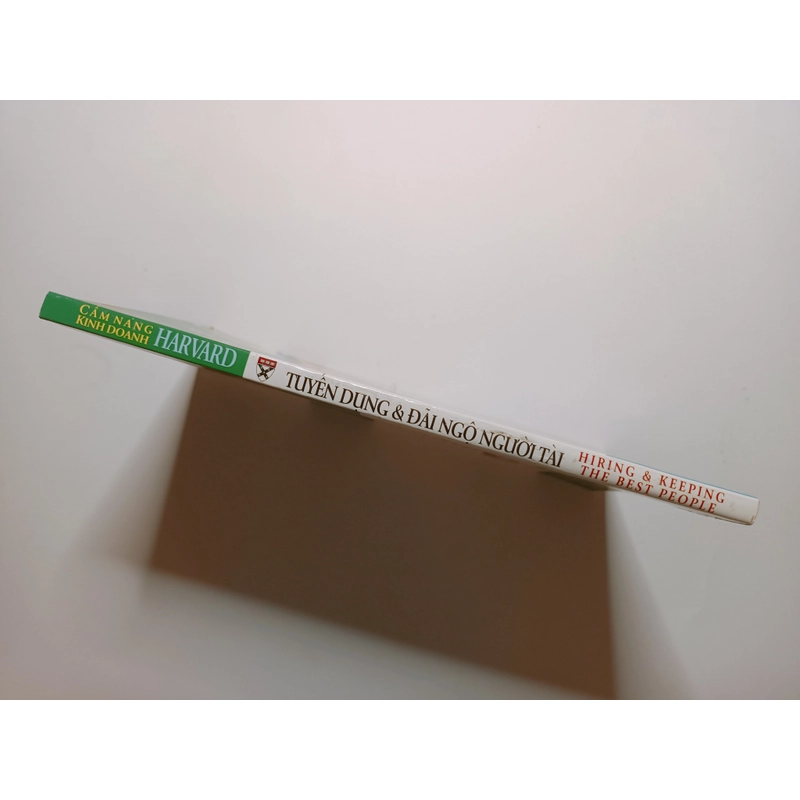 CẨM NANG
KINH DOANH
HARVARD
TUYỂN DỤNG & ĐÃI NGỘ NGƯỜI TÀI
HIRING & KEEPING
THE BEST PEOPLE